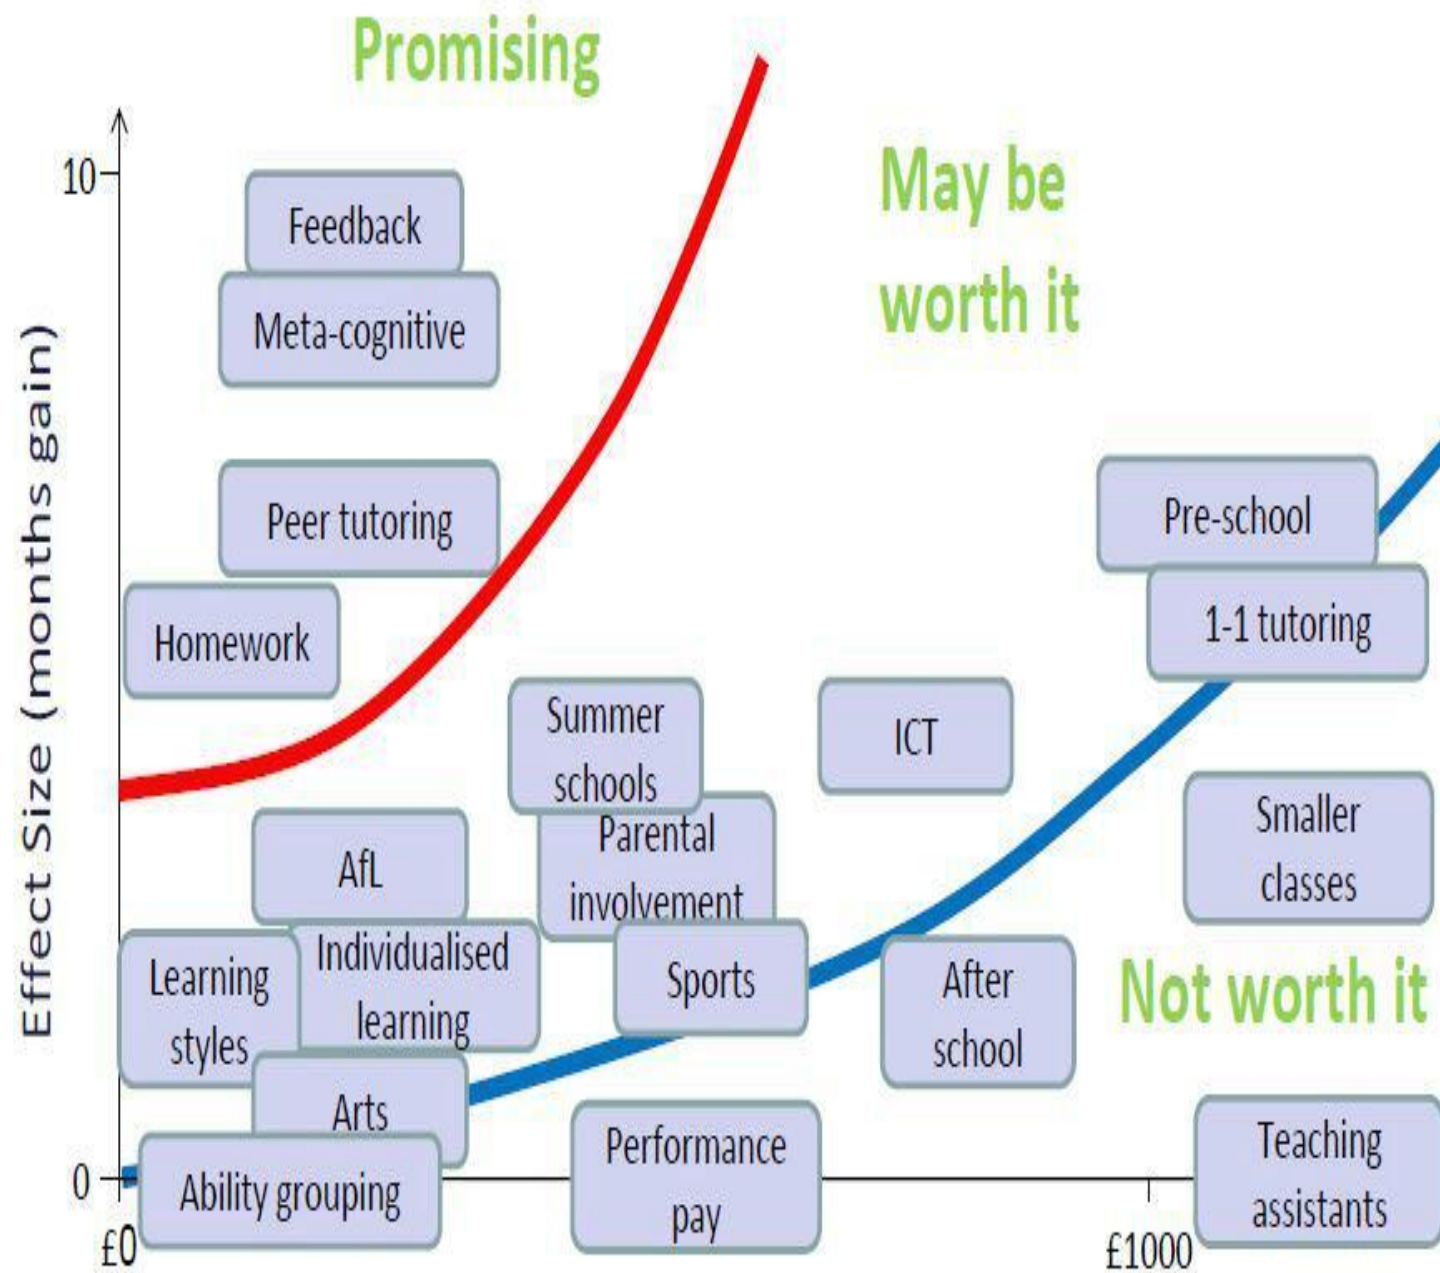 Promising
May be
worth it
10
Feedback
Meta-cognitive
Effect Size (months gain)
Peer tutoring
Pre-school
Homework
1-1 tutoring
Summer
schools
ICT
Parental
involvement
AfL
Smaller
classes
Learning
styles
Individualised
learning
Sports
After
school
Not worth it
Arts
Performance
pay
Teaching
assistants
0
Ability grouping
£0
£1000